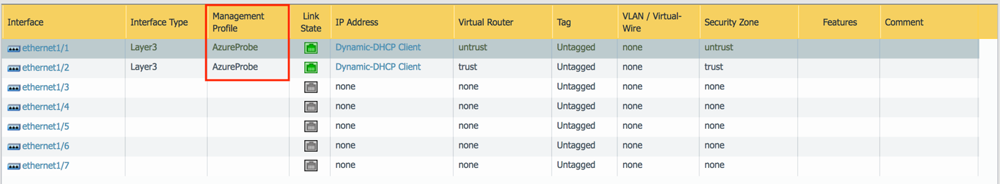 Interface Interface Type Management Profile Link State IP Address Virtual Router Tag VLAN / Virtual-Wire Security Zone Features Comment
ethernet1/1 Layer3 AzureProbe Dynamic-DHCP Client untrust Untagged none untrust
ethernet1/2 Layer3 AzureProbe Dynamic-DHCP Client trust Untagged none trust
ethernet1/3 none none Untagged none none
ethernet1/4 none none Untagged none none
ethernet1/5 none none Untagged none none
ethernet1/6 none none Untagged none none
ethernet1/7 none none Untagged none none